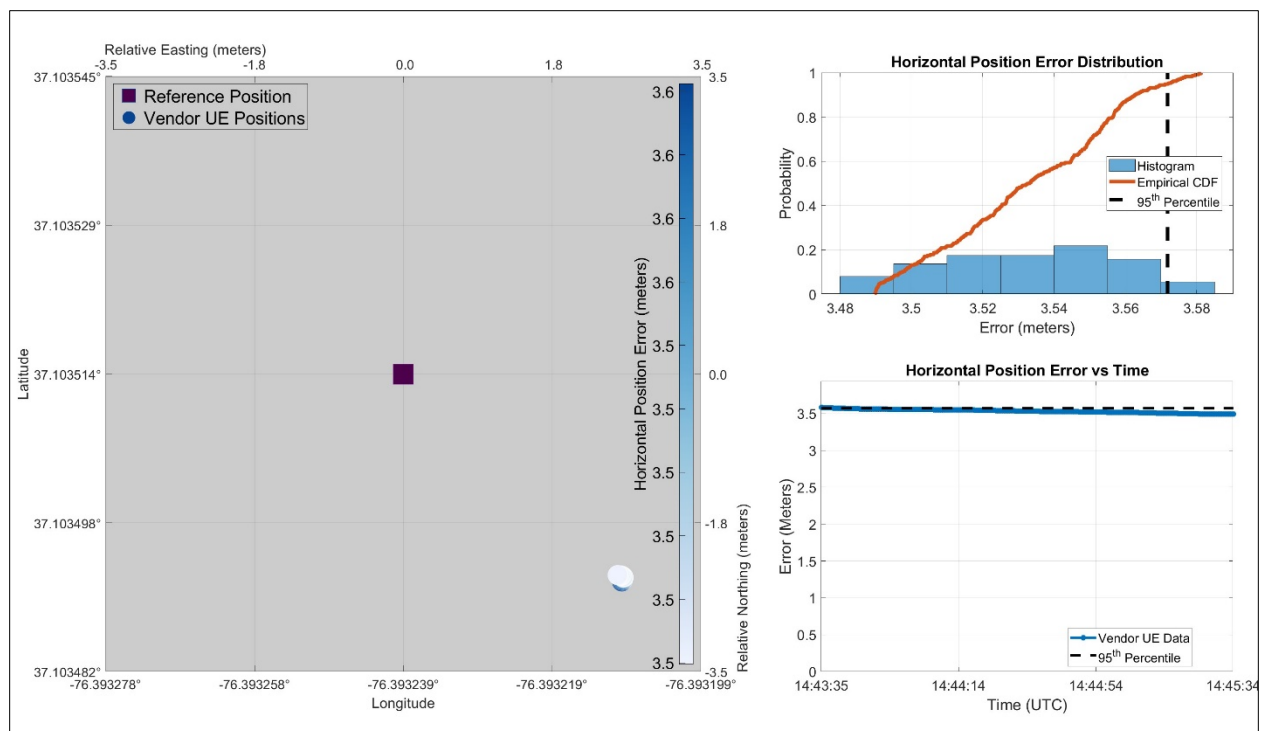 Relative Easting (meters)
-3.5 -1.8 0.0 1.8 3.5
37.103545°
37.103529°
37.103514°
37.103498°
37.103482°
Latitude
Reference Position
Vendor UE Positions
3.6
3.6
3.6
3.6
3.5
3.5
3.5
3.5
3.5
3.5
Horizontal Position Error (meters)
3.5
1.8
0.0
-1.8
-3.5
Relative Northing (meters)
-76.393278° -76.393258° -76.393239° -76.393219° -76.393199°
Longitude
Horizontal Position Error Distribution
1
0.8
0.6
0.4
0.2
0
Probability
Histogram
Empirical CDF
95th Percentile
3.48 3.5 3.52 3.54 3.56 3.58
Error (meters)
Horizontal Position Error vs Time
3.5
3
2.5
2
1.5
1
0.5
0
Error (Meters)
Vendor UE Data
95th Percentile
14:43:35 14:44:14 14:44:54 14:45:34
Time (UTC)